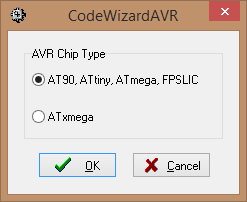 CodeWizardAVR
AVR Chip Type
AT90, ATtiny, ATmega, FPSLIC
ATxmega
OK
Cancel